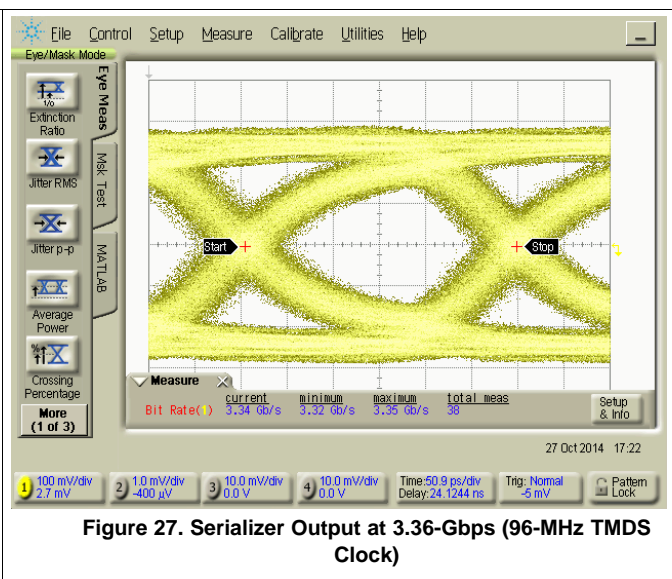 File Control Setup Measure Calibrate Utilities Help
Eye/Mask Mode
Extinction
Ratio
Jitter RMS
Jitter p-p
Average
Power
Crossing
Percentage
More
(1 of 3)
Eye Meas
Msk Test
MATLAB
Start
Stop
Measure
current minimum maximum total meas
Bit Rate(1) 3.34 Gb/s 3.32 Gb/s 3.35 Gb/s 38
Setup
& Info
27 Oct 2014 17:22
1 100 mV/div
2.7 mV
2 1.0 mV/div
-400 µV
3 10.0 mV/div
0.0 V
4 10.0 mV/div
0.0 V
Time:50.9 ps/div
Delay:24.1244 ns
Trig: Normal
-5 mV
Pattern
Lock
Figure 27. Serializer Output at 3.36-Gbps (96-MHz TMDS
Clock)